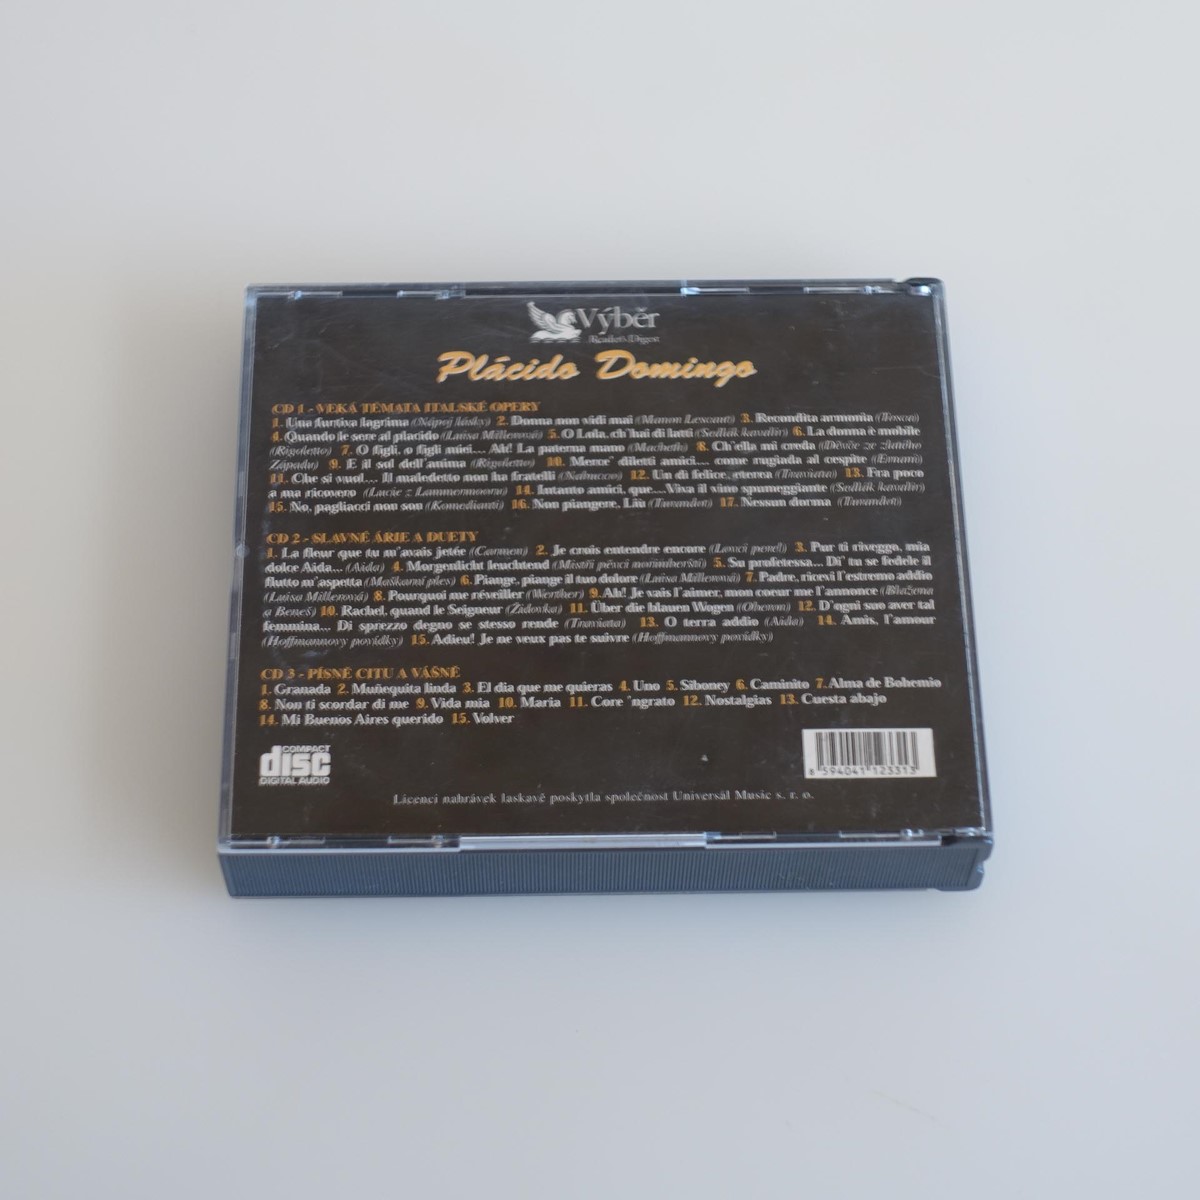 Výběr
Reader's Digest
Plácido Domingo
CD 1 - VEKÁ TÉMATA ITALSKÉ OPERY
1. Una furtiva lagrima (Nápoj lásky) 2. Donna non vidi mai (Manon Lescaut) 3. Recondita armonia (Tosca)
4. Quando le sere al placido (Luisa Millerová) 5. O Lola, ch'hai di latti (Sedlák kavalír) 6. La donna è mobile
(Rigoletto) 7. O figli, o figli miei... Ah! La paterna mano (Macbeth) 8. Ch'ella mi creda (Děvče ze zlatého
Západu) 9. E il sol dell'anima (Rigoletto) 10. Merce' diletti amici... come rugiada al cespite (Ernani)
11. Che si vuol... Il maledetto non ha fratelli (Nabucco) 12. Un di felice, eterea (Traviata) 13. Fra poco
a ma ricovero (Lucie z Lammermooru) 14. Intanto amici, qua...Viva il vino spumeggiante (Sedlák kavalír)
15. No, pagliacci non son (Komedianti) 16. Non piangere, Liù (Turandot) 17. Nessun dorma (Turandot)
CD 2 - SLAVNÉ ÁRIE A DUETY
1. La fleur que tu m'avais jetée (Carmen) 2. Je crois entendre encore (Lovci perel) 3. Pur ti riveggo, mia
dolce Aida... (Aida) 4. Morgenlicht leuchtend (Mistři pěvci norimberští) 5. Su profetessa... Di' tu se fedele il
flutto m'aspetta (Maškarní ples) 6. Piange, piange il tuo dolore (Luisa Millerová) 7. Padre, ricevi l'estremo addio
(Luisa Millerová) 8. Pourquoi me réveiller (Werther) 9. Ah! Je vais l'aimer, mon coeur me l'annonce (Blažena
a Beneš) 10. Rachel, quand le Seigneur (Židovka) 11. Über die blauen Wogen (Oberon) 12. D'ogni suo aver tal
femmina... Di sprezzo degno se stesso rende (Traviata) 13. O terra addio (Aida) 14. Amis, l'amour
(Hoffmannovy povídky) 15. Adieu! Je ne veux pas te suivre (Hoffmannovy povídky)
CD 3 - PÍSNĚ CITU A VÁŠNĚ
1. Granada 2. Muñequita linda 3. El dia que me quieras 4. Uno 5. Siboney 6. Caminito 7. Alma de Bohemio
8. Non ti scordar di me 9. Vida mia 10. Maria 11. Core 'ngrato 12. Nostalgias 13. Cuesta abajo
14. Mi Buenos Aires querido 15. Volver
COMPACT
disc
DIGITAL AUDIO
8 594041 123313
Licenci nahrávek laskavě poskytla společnost Universál Music s. r. o.